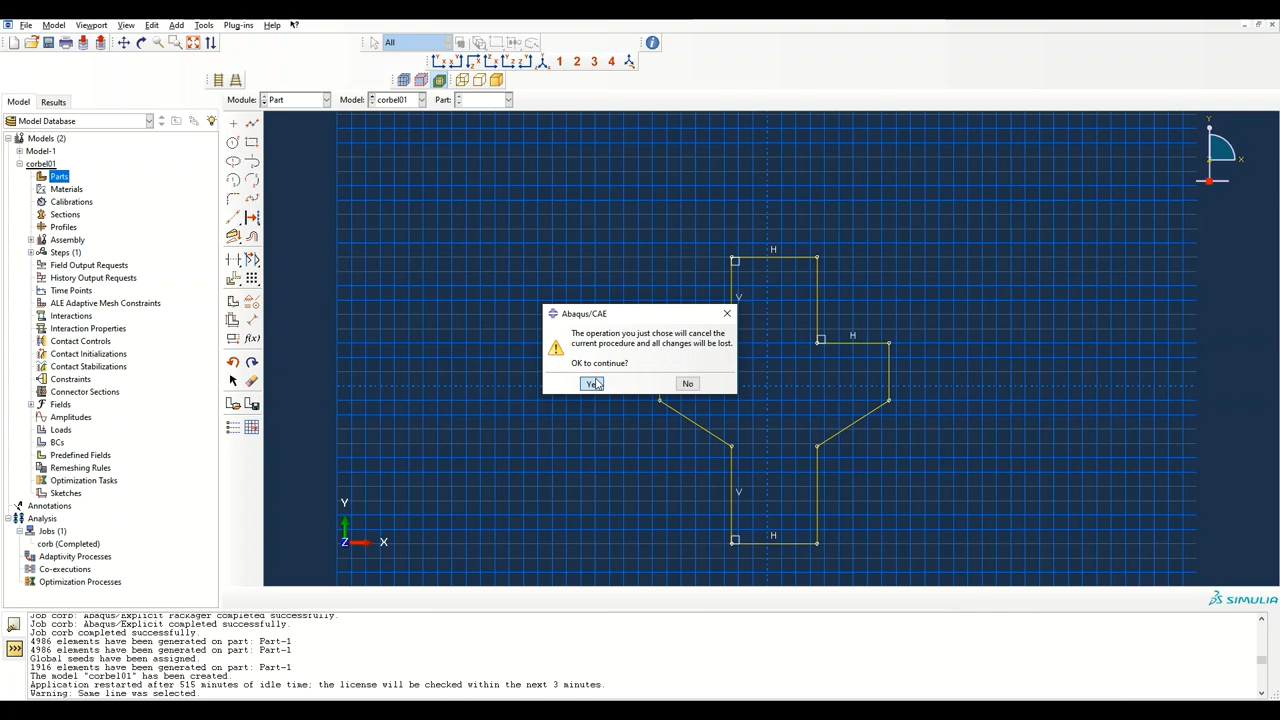 File Model Viewport View Edit Add Tools Plug-ins Help
All
1 2 3 4
Model Results
Module: Part Model: corbel01 Part:
Model Database
Models (2)
Model-1
corbel01
Parts
Materials
Calibrations
Sections
Profiles
Assembly
Steps (1)
Field Output Requests
History Output Requests
Time Points
ALE Adaptive Mesh Constraints
Interactions
Interaction Properties
Contact Controls
Contact Initializations
Contact Stabilizations
Constraints
Connector Sections
Fields
Amplitudes
Loads
BCs
Predefined Fields
Remeshing Rules
Optimization Tasks
Sketches
Annotations
Analysis
Jobs (1)
corb (Completed)
Adaptivity Processes
Co-executions
Optimization Processes
f(x)
Y
X
H
V
H
V
H
Y
Z
X
Abaqus/CAE
The operation you just chose will cancel the
current procedure and all changes will be lost.
OK to continue?
No
SIMULIA
Job corb: Abaqus/Explicit Packager completed successfully.
Job corb: Abaqus/Explicit completed successfully.
Job corb completed successfully.
4986 elements have been generated on part: Part-1
4986 elements have been generated on part: Part-1
Global seeds have been assigned.
1916 elements have been generated on part: Part-1
The model "corbel01" has been created.
Application restarted after 515 minutes of idle time; the license will be checked within the next 3 minutes.
Warning: Same line was selected.